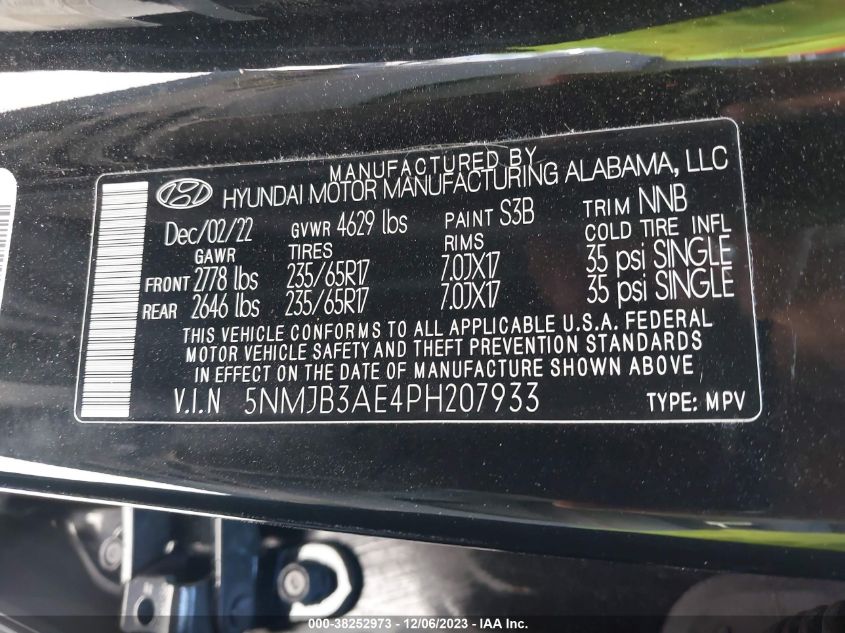 MANUFACTURED BY
HYUNDAI MOTOR MANUFACTURING ALABAMA, LLC
Dec/02/22 GVWR 4629 lbs PAINT S3B TRIM NNB
GAWR TIRES RIMS COLD TIRE INFL
FRONT 2778 lbs 235/65R17 7.0JX17 35 psi SINGLE
REAR 2646 lbs 235/65R17 7.0JX17 35 psi SINGLE
THIS VEHICLE CONFORMS TO ALL APPLICABLE U.S.A. FEDERAL
MOTOR VEHICLE SAFETY AND THEFT PREVENTION STANDARDS
IN EFFECT ON THE DATE OF MANUFACTURE SHOWN ABOVE
V.I.N 5NMJB3AE4PH207933 TYPE: MPV
000-38252973 - 12/06/2023 - IAA Inc.